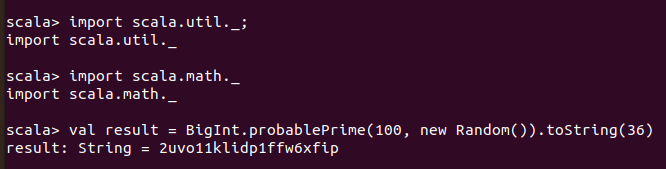 scala> import scala.util._;
import scala.util._
scala> import scala.math._
import scala.math._
scala> val result = BigInt.probablePrime(100, new Random()).toString(36)
result: String = 2uvo11klidp1ffw6xfip